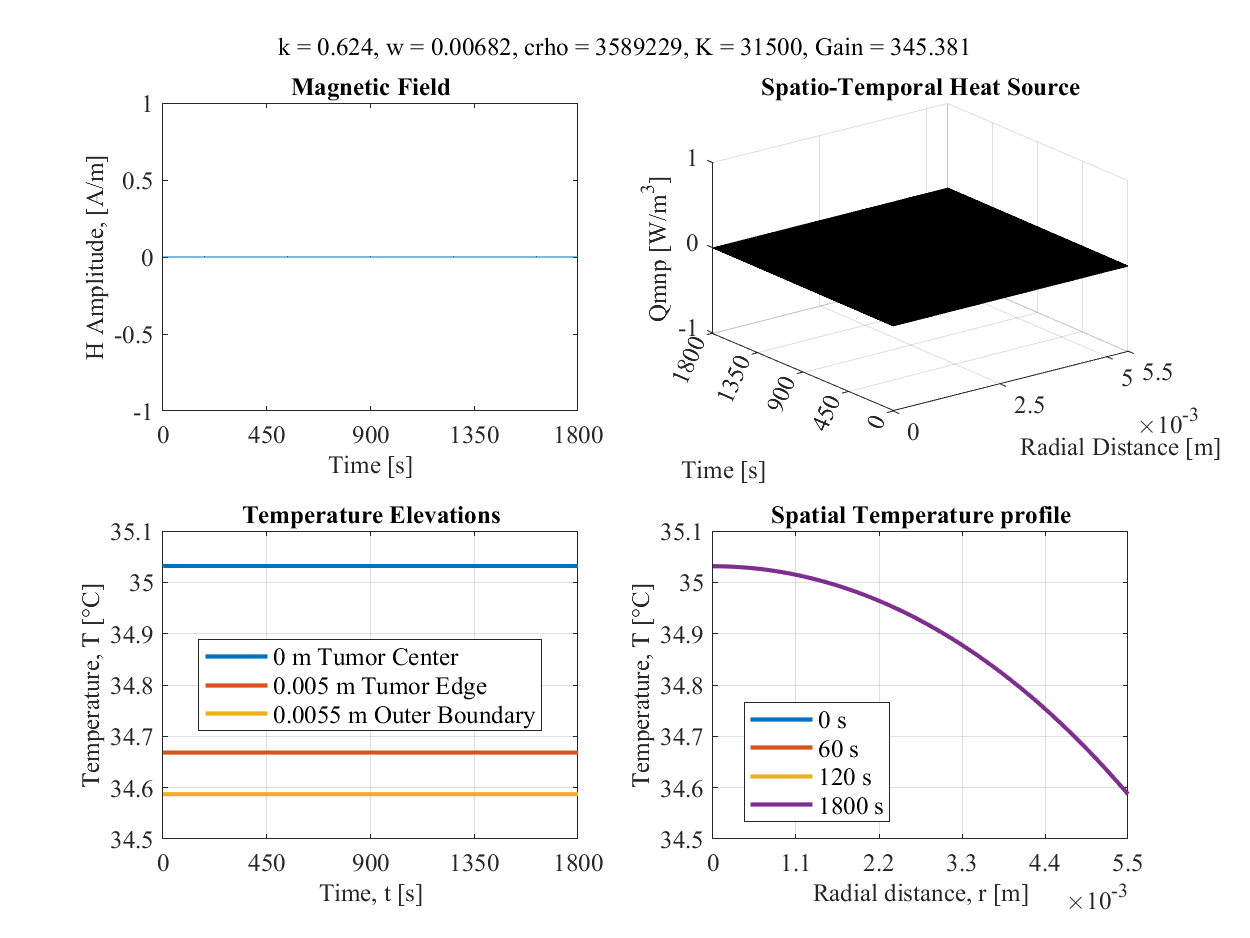 k = 0.624, w = 0.00682, crho = 3589229, K = 31500, Gain = 345.381
Magnetic Field
H Amplitude, [A/m]
1
0.5
0
-0.5
-1
0 450 900 1350 1800
Time [s]
Spatio-Temporal Heat Source
Qmnp [W/m³]
1
0
-1
1800 1350 900 450 0
Time [s]
0 2.5 5 5.5
×10⁻³
Radial Distance [m]
Temperature Elevations
Temperature, T [°C]
35.1
35
34.9
34.8
34.7
34.6
34.5
0 m Tumor Center
0.005 m Tumor Edge
0.0055 m Outer Boundary
0 450 900 1350 1800
Time, t [s]
Spatial Temperature profile
Temperature, T [°C]
35.1
35
34.9
34.8
34.7
34.6
34.5
0 s
60 s
120 s
1800 s
0 1.1 2.2 3.3 4.4 5.5
Radial distance, r [m]
×10⁻³